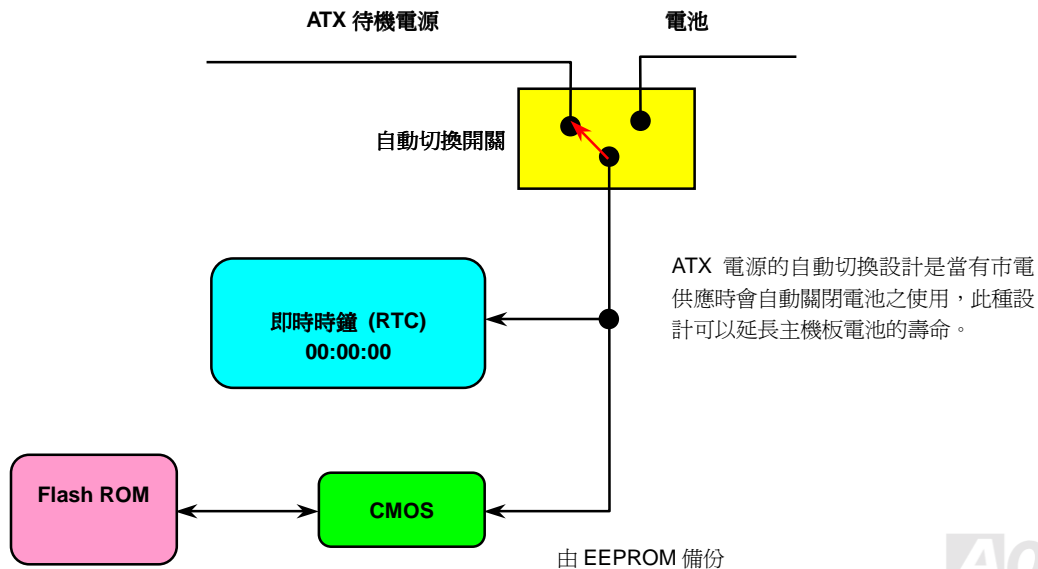 ATX 待機電源
電池
自動切換開關
ATX 電源的自動切換設計是當有市電
供應時會自動關閉電池之使用，此種設
計可以延長主機板電池的壽命。
即時時鐘 (RTC)
00:00:00
Flash ROM
CMOS
由 EEPROM 備份